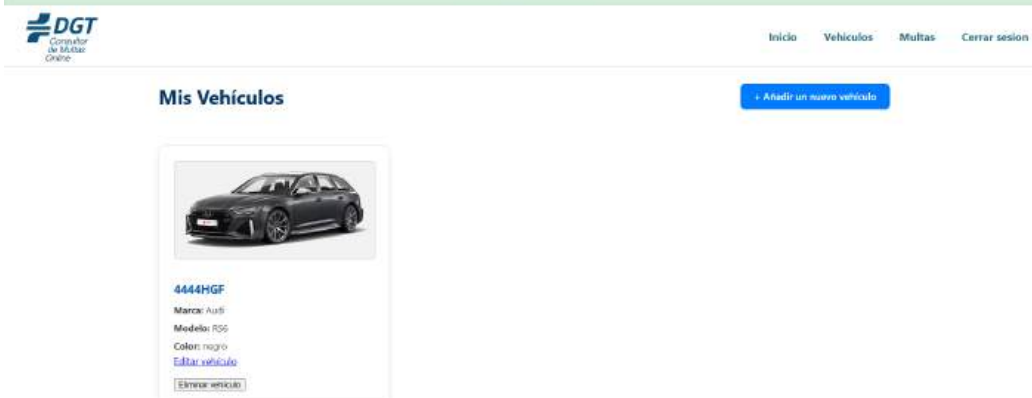 DGT
Consultor
de Multas
Online
Inicio
Vehiculos
Multas
Cerrar sesion
Mis Vehículos
+ Añadir un nuevo vehículo
4444HGF
Marca: Audi
Modelo: RS6
Color: negro
Editar vehículo
Eliminar vehículo